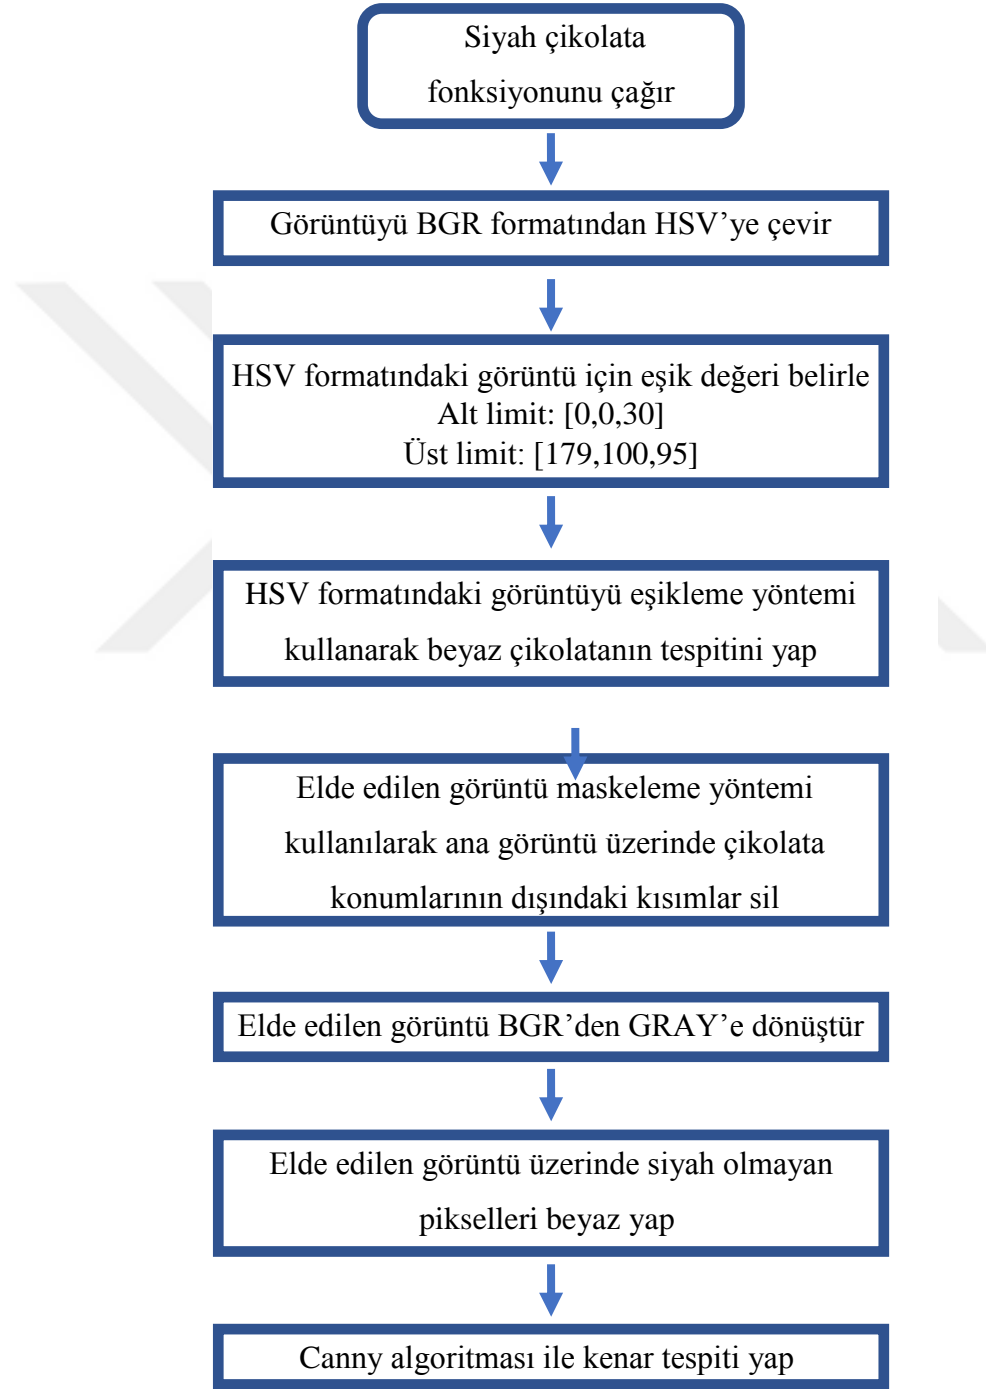 Siyah çikolata
fonksiyonunu çağır
Görüntüyü BGR formatından HSV’ye çevir
HSV formatındaki görüntü için eşik değeri belirle
Alt limit: [0,0,30]
Üst limit: [179,100,95]
HSV formatındaki görüntüyü eşikleme yöntemi
kullanarak beyaz çikolatanın tespitini yap
Elde edilen görüntü maskeleme yöntemi
kullanılarak ana görüntü üzerinde çikolata
konumlarının dışındaki kısımlar sil
Elde edilen görüntü BGR’den GRAY’e dönüştür
Elde edilen görüntü üzerinde siyah olmayan
pikselleri beyaz yap
Canny algoritması ile kenar tespiti yap